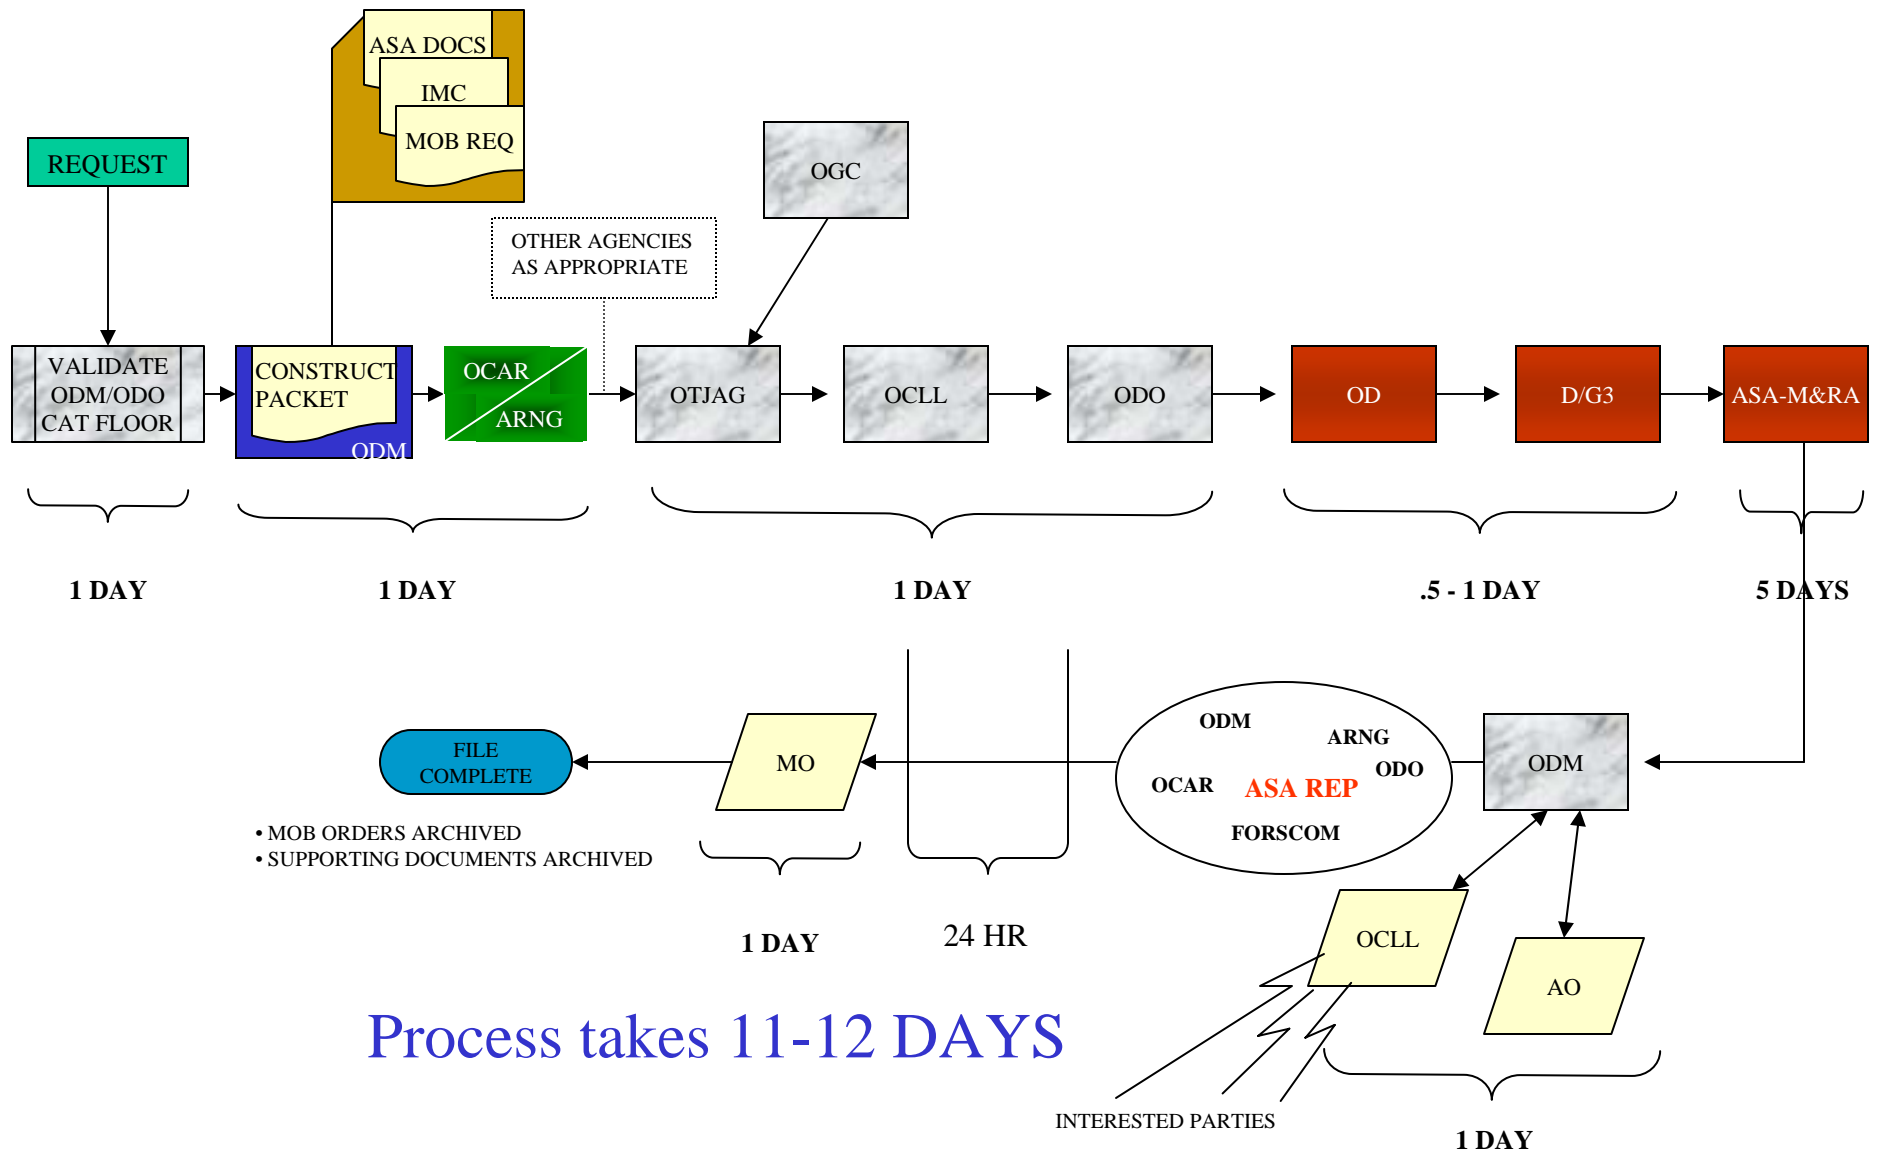 ASA DOCS
IMC
MOB REQ
REQUEST
OGC
OTHER AGENCIES
AS APPROPRIATE
VALIDATE
ODM/ODO
CAT FLOOR
CONSTRUCT
PACKET
ODM
OCAR
ARNG
OTJAG
OCLL
ODO
OD
D/G3
ASA-M&RA
1 DAY
1 DAY
1 DAY
.5 - 1 DAY
5 DAYS
FILE
COMPLETE
MO
ODM
ARNG
ODO
OCAR
ASA REP
FORSCOM
ODM
• MOB ORDERS ARCHIVED
• SUPPORTING DOCUMENTS ARCHIVED
1 DAY
24 HR
OCLL
AO
Process takes 11-12 DAYS
INTERESTED PARTIES
1 DAY